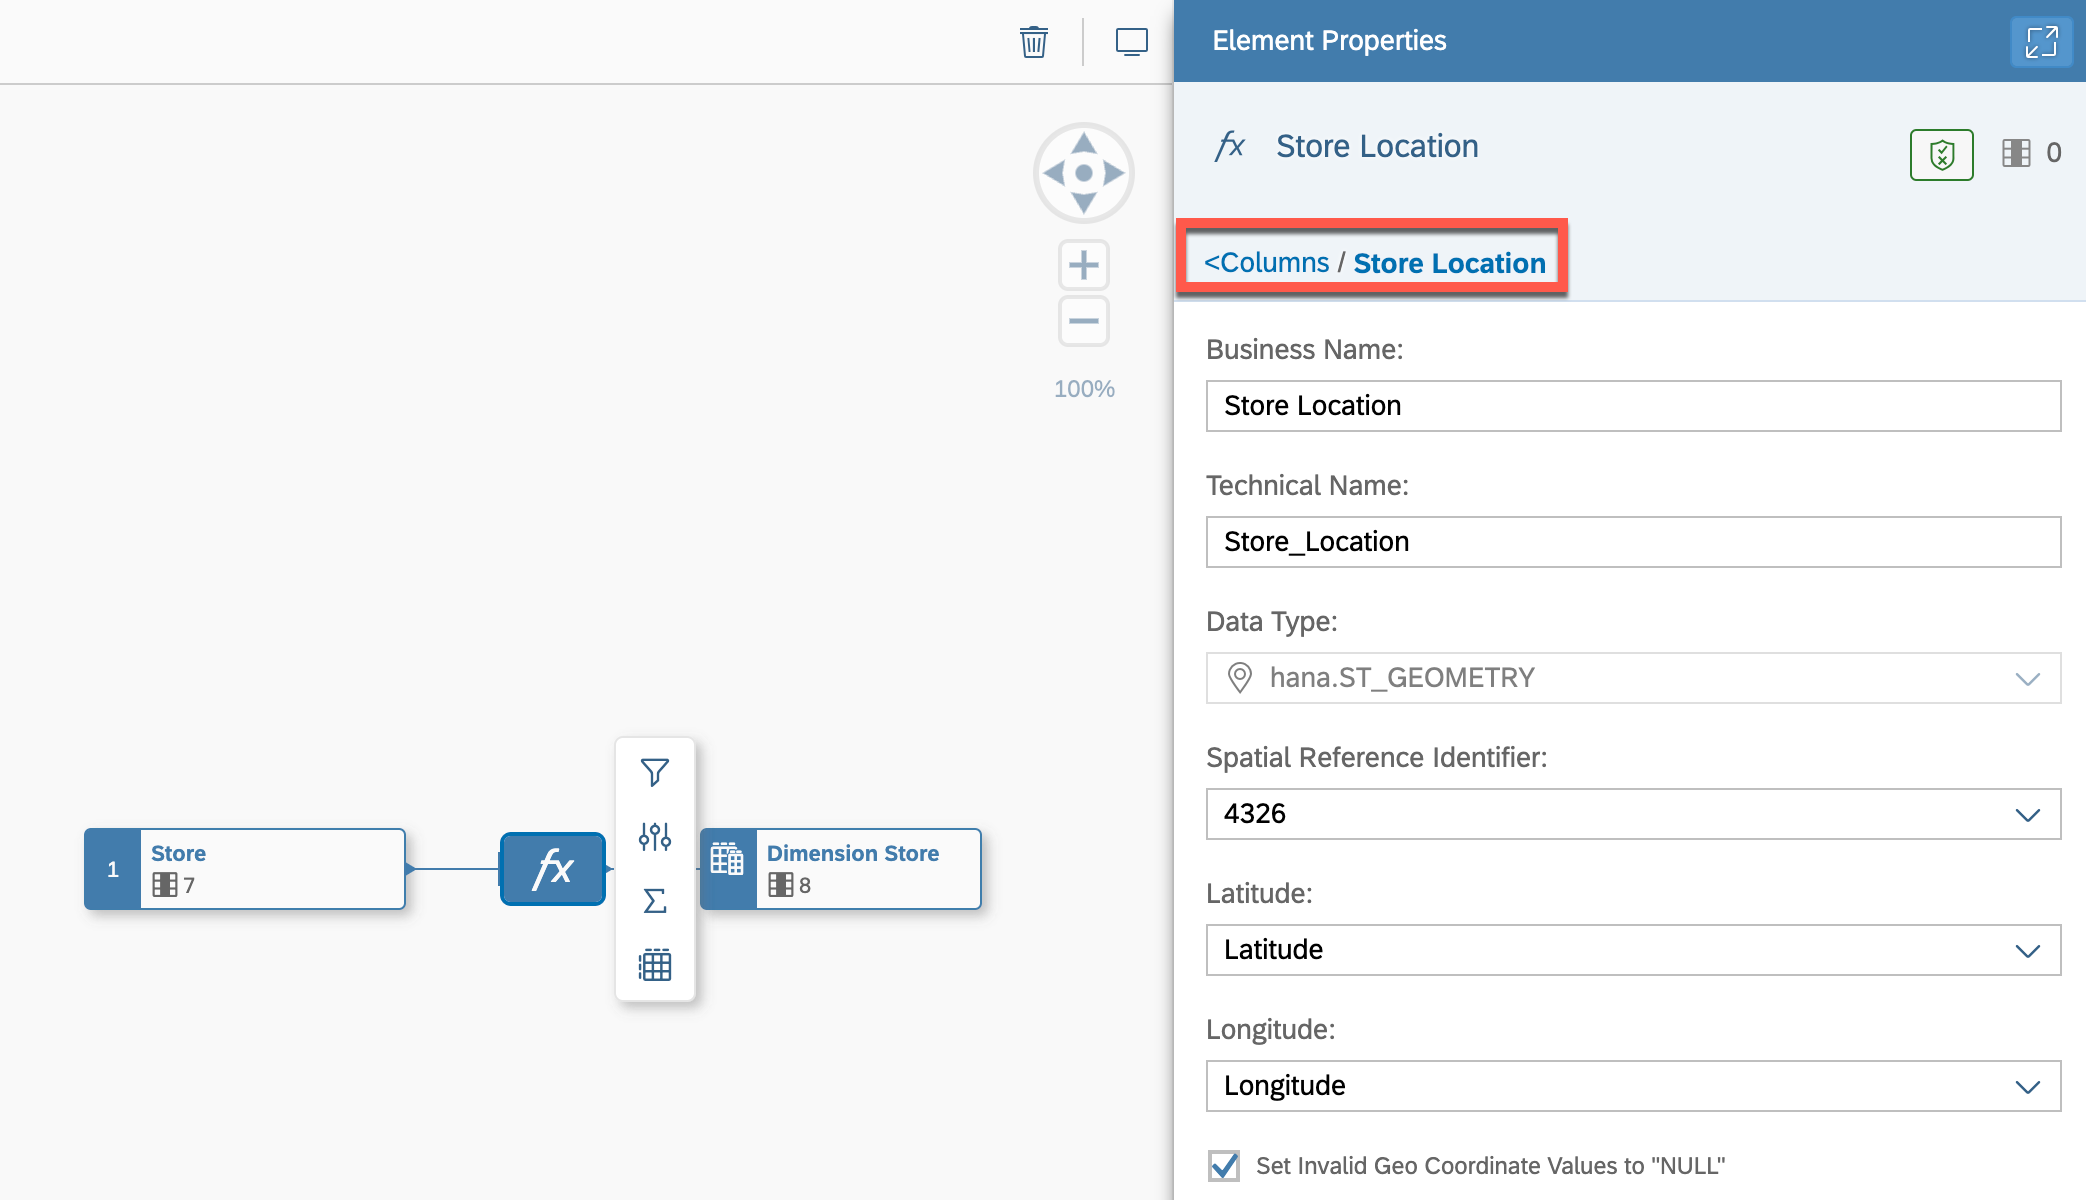 Element Properties
fx Store Location
0
<Columns / Store Location
Business Name:
Store Location
Technical Name:
Store_Location
Data Type:
hana.ST_GEOMETRY
Spatial Reference Identifier:
4326
Latitude:
Latitude
Longitude:
Longitude
Set Invalid Geo Coordinate Values to "NULL"
100%
1
Store
7
fx
Dimension Store
8